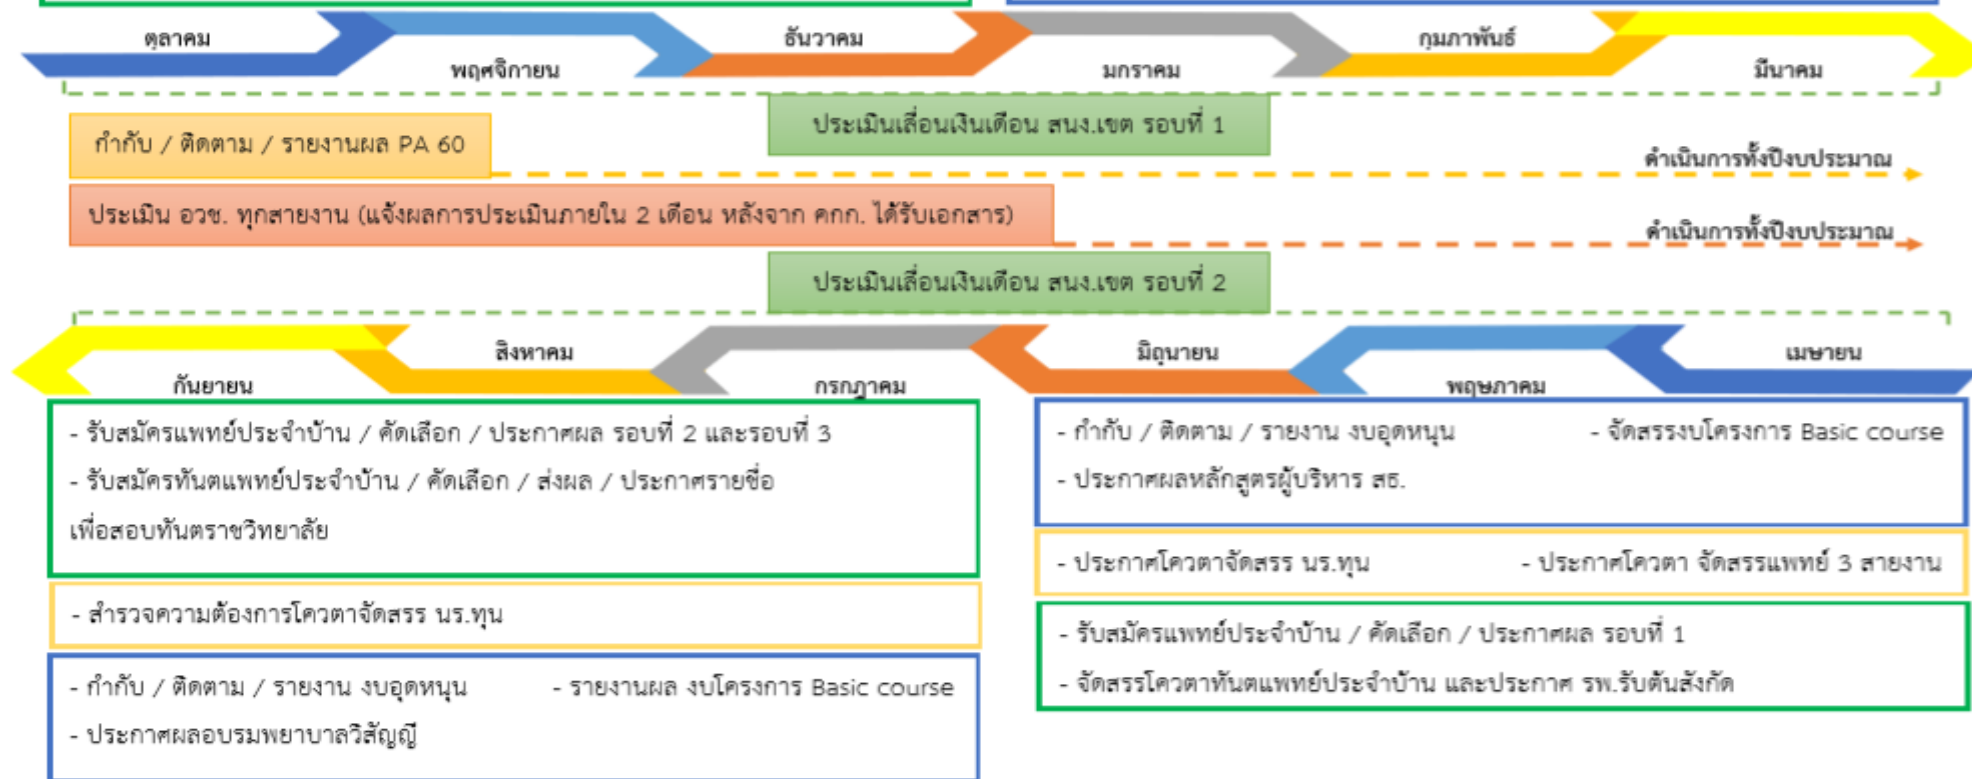 ตุลาคม
พฤศจิกายน
ธันวาคม
มกราคม
กุมภาพันธ์
มีนาคม
ประเมินเลื่อนเงินเดือน สนง.เขต รอบที่ 1
กำกับ / ติดตาม / รายงานผล PA 60
ดำเนินการทั้งปีงบประมาณ
ประเมิน อวช. ทุกสายงาน (แจ้งผลการประเมินภายใน 2 เดือน หลังจาก คกก. ได้รับเอกสาร)
ดำเนินการทั้งปีงบประมาณ
ประเมินเลื่อนเงินเดือน สนง.เขต รอบที่ 2
กันยายน
สิงหาคม
กรกฎาคม
มิถุนายน
พฤษภาคม
เมษายน
- รับสมัครแพทย์ประจำบ้าน / คัดเลือก / ประกาศผล รอบที่ 2 และรอบที่ 3
- รับสมัครทันตแพทย์ประจำบ้าน / คัดเลือก / ส่งผล / ประกาศรายชื่อ
เพื่อสอบทันตราชวิทยาลัย
- สำรวจความต้องการโควตาจัดสรร นร.ทุน
- กำกับ / ติดตาม / รายงาน งบอุดหนุน - รายงานผล งบโครงการ Basic course
- ประกาศผลอบรมพยาบาลวิสัญญี
- กำกับ / ติดตาม / รายงาน งบอุดหนุน - จัดสรรงบโครงการ Basic course
- ประกาศผลหลักสูตรผู้บริหาร สธ.
- ประกาศโควตาจัดสรร นร.ทุน - ประกาศโควตา จัดสรรแพทย์ 3 สายงาน
- รับสมัครแพทย์ประจำบ้าน / คัดเลือก / ประกาศผล รอบที่ 1
- จัดสรรโควตาทันตแพทย์ประจำบ้าน และประกาศ รพ.รับต้นสังกัด